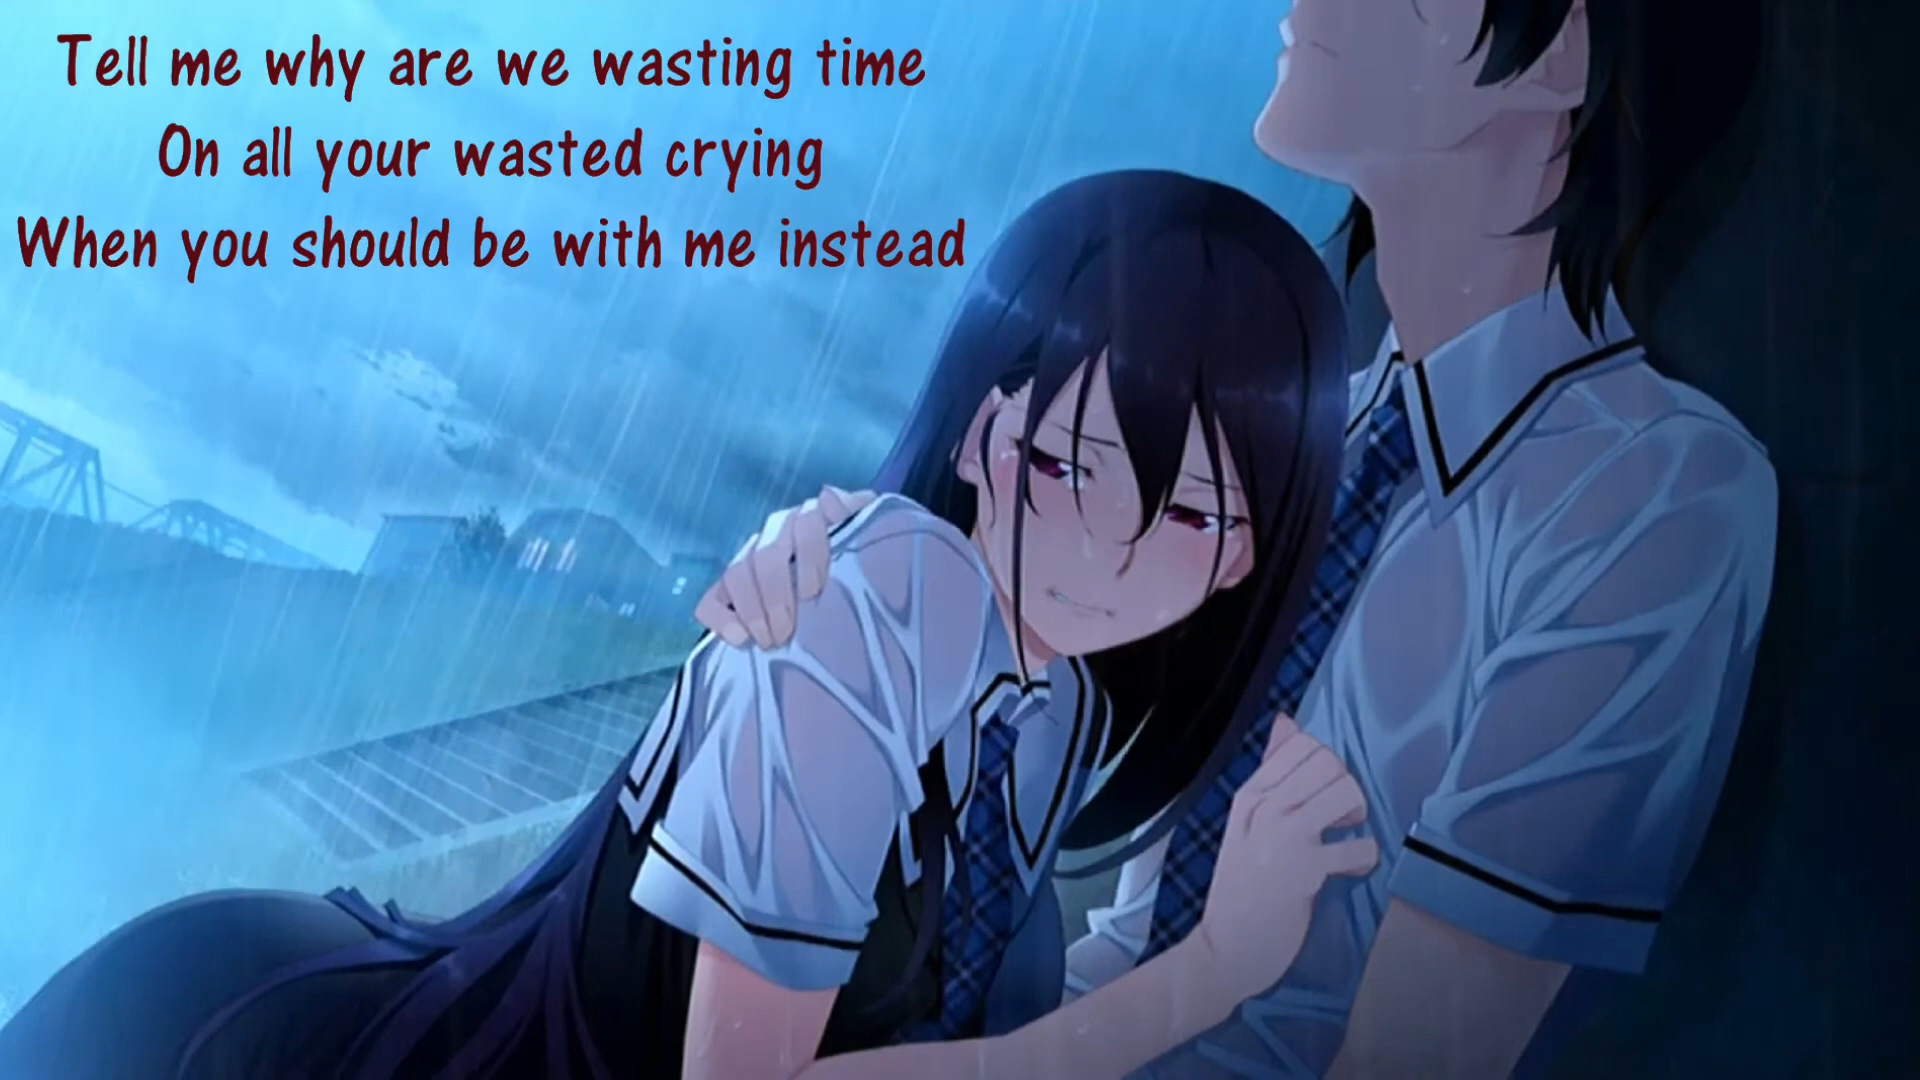 Tell me why are we wasting time
On all your wasted crying
When you should be with me instead